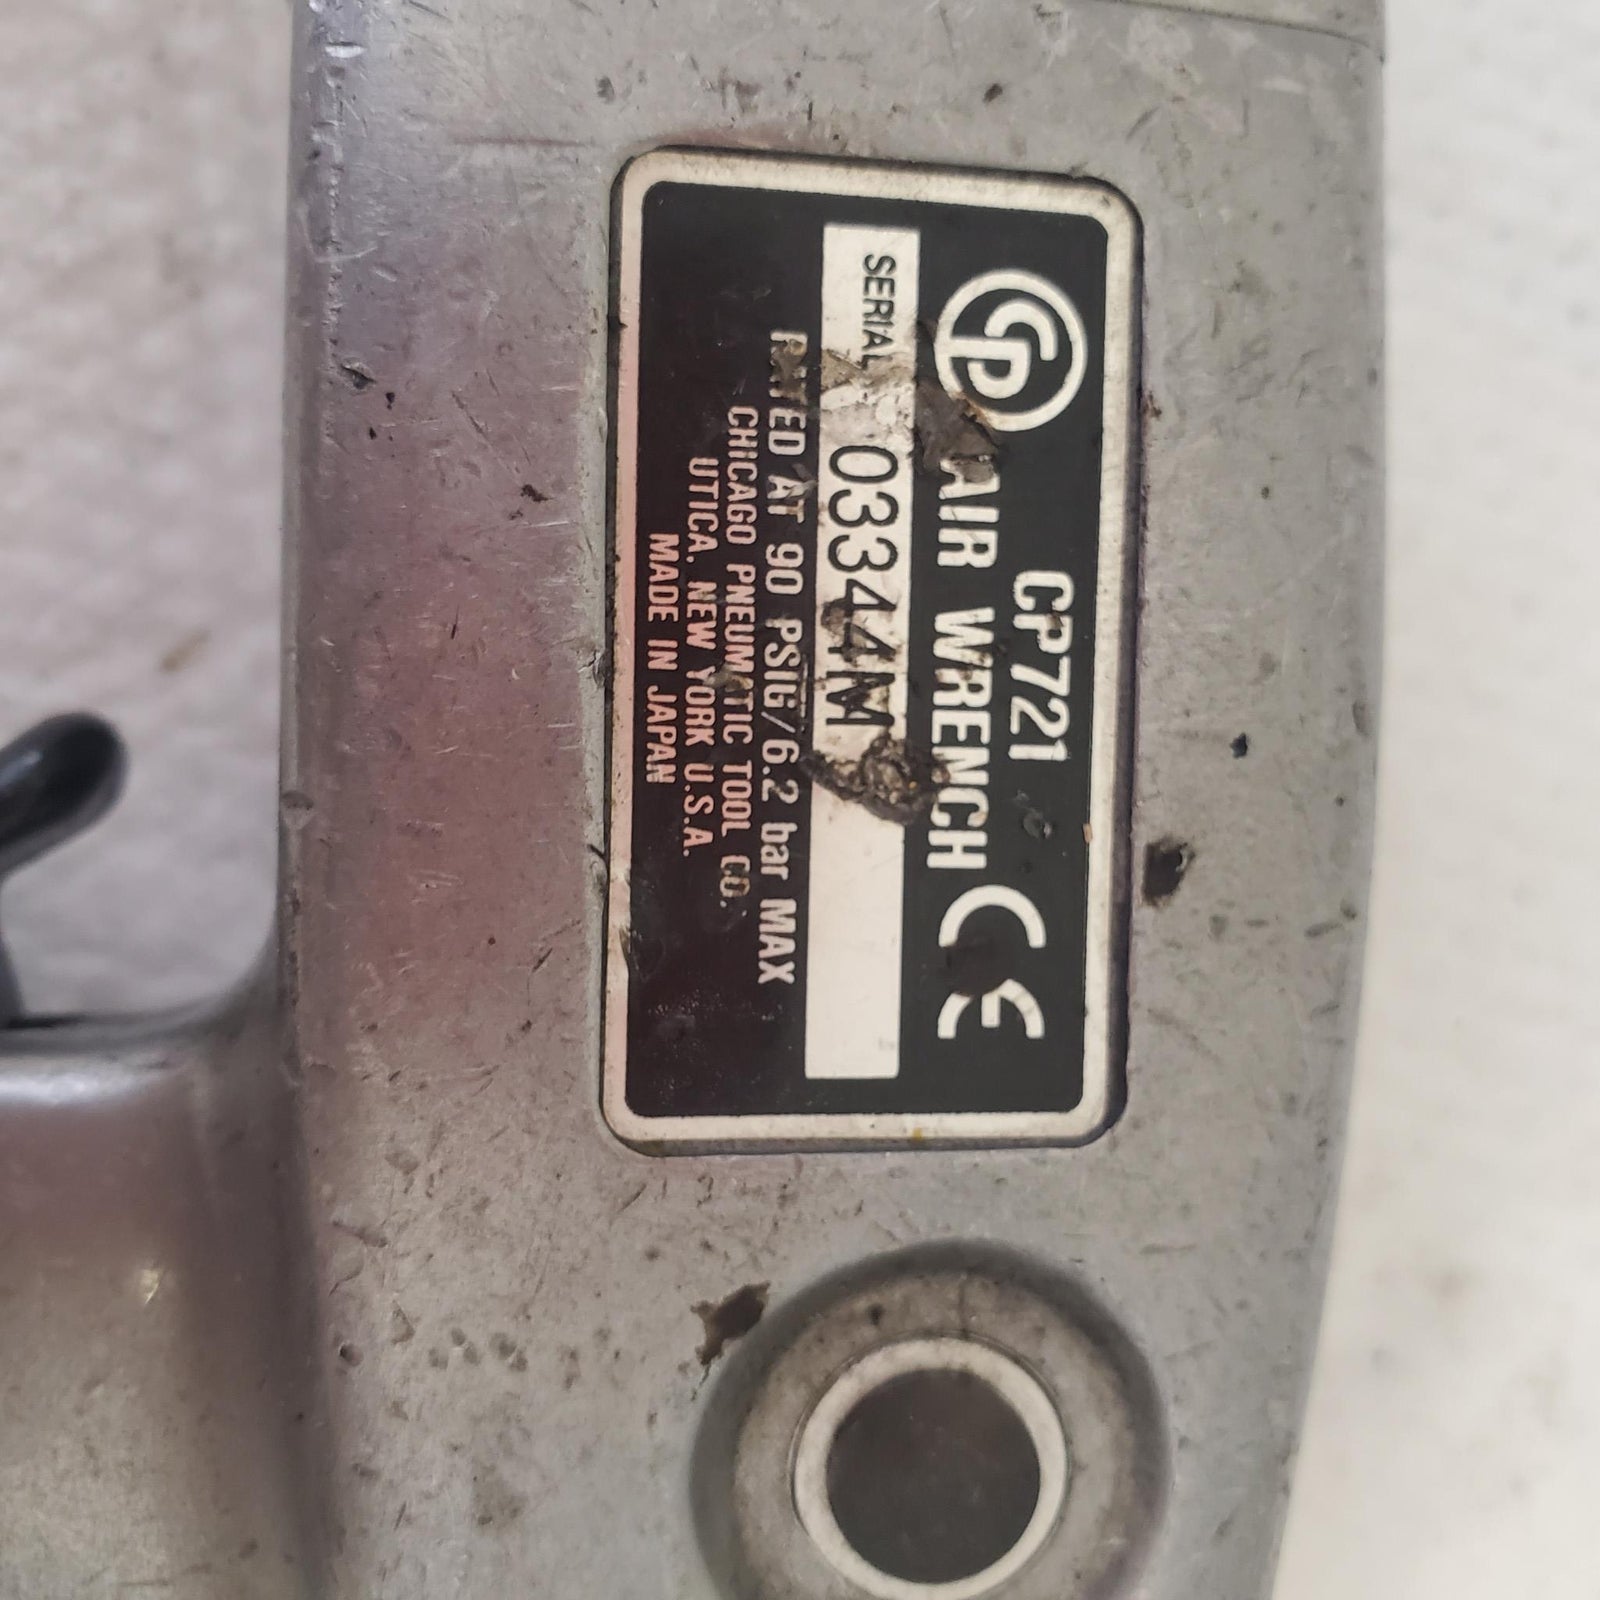 CP CP721
AIR WRENCH CE
SERIAL 03344M
RATED AT 90 PSIG/6.2 bar MAX
CHICAGO PNEUMATIC TOOL CO.
UTICA, NEW YORK U.S.A.
MADE IN JAPAN